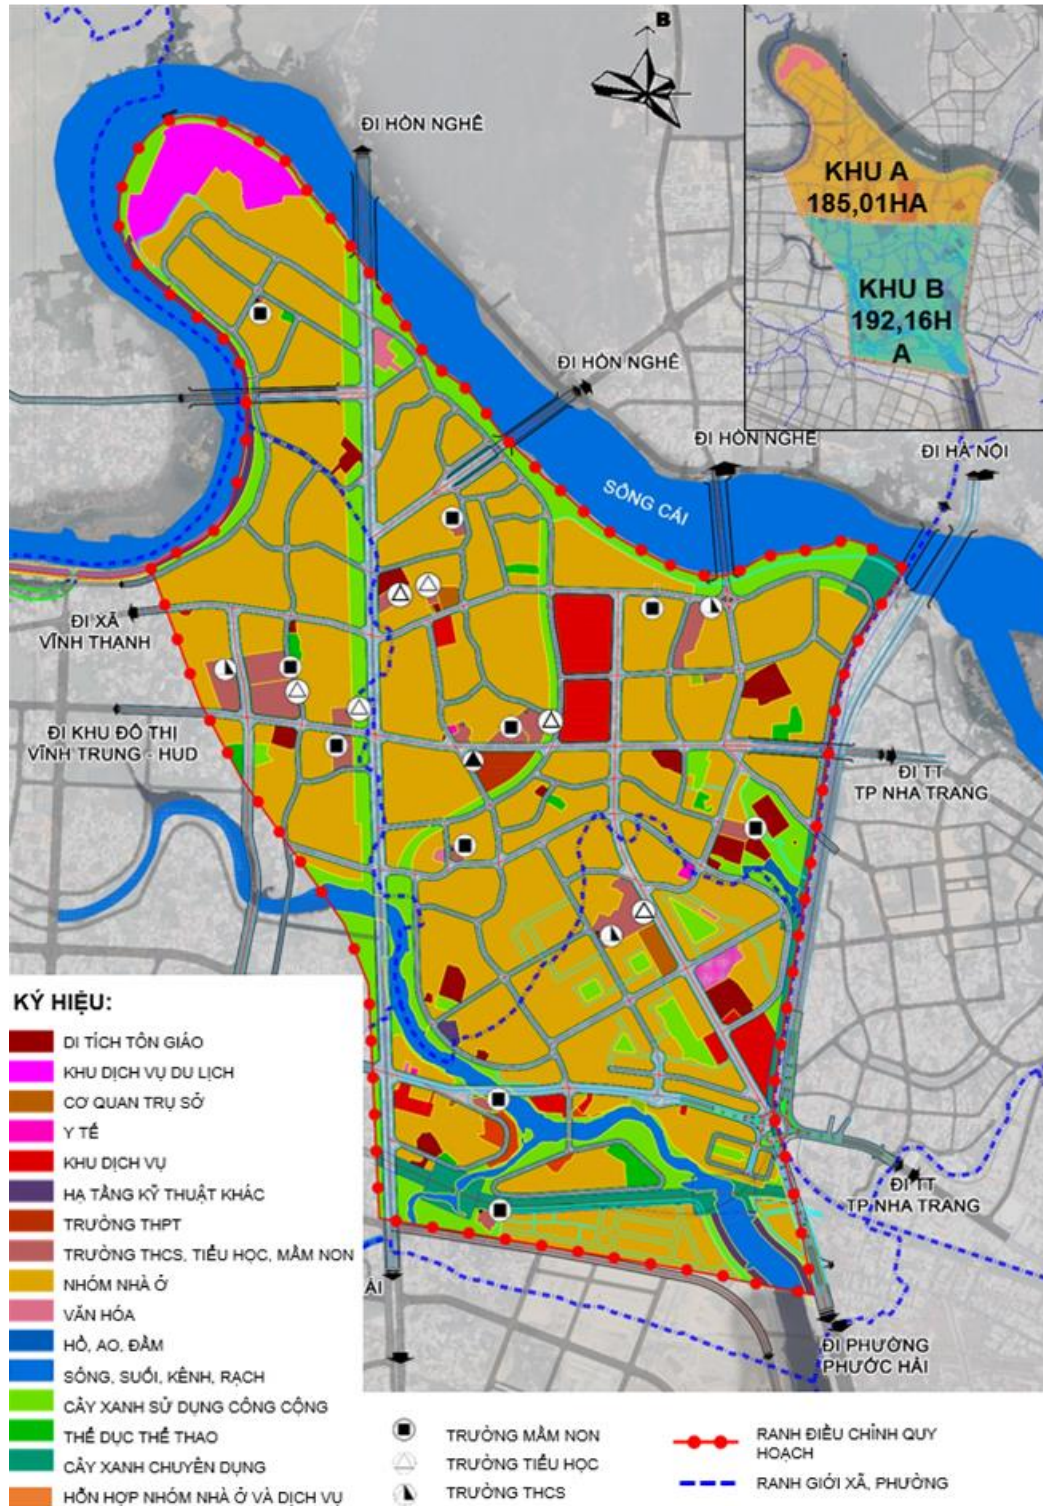 B
ĐI HÒN NGHÊ
KHU A
185,01HA
KHU B
192,16H
A
ĐI HÒN NGHÊ
ĐI HÒN NGHÊ
ĐI HÀ NỘI
SÔNG CÁI
ĐI XÃ
VĨNH THẠNH
ĐI KHU ĐÔ THỊ
VĨNH TRUNG - HUD
ĐI TT
TP NHA TRANG
ĐI TT
TP NHA TRANG
ÁI
ĐI PHƯỜNG
PHƯỚC HẢI
KÝ HIỆU:
DI TÍCH TÔN GIÁO
KHU DỊCH VỤ DU LỊCH
CƠ QUAN TRỤ SỞ
Y TẾ
KHU DỊCH VỤ
HẠ TẦNG KỸ THUẬT KHÁC
TRƯỜNG THPT
TRƯỜNG THCS, TIỂU HỌC, MẦM NON
NHÓM NHÀ Ở
VĂN HÓA
HỒ, AO, ĐẦM
SÔNG, SUỐI, KÊNH, RẠCH
CÂY XANH SỬ DỤNG CÔNG CỘNG
THỂ DỤC THỂ THAO
CÂY XANH CHUYÊN DỤNG
HỖN HỢP NHÓM NHÀ Ở VÀ DỊCH VỤ
TRƯỜNG MẦM NON
TRƯỜNG TIỂU HỌC
TRƯỜNG THCS
RANH ĐIỀU CHỈNH QUY
HOẠCH
RANH GIỚI XÃ, PHƯỜNG